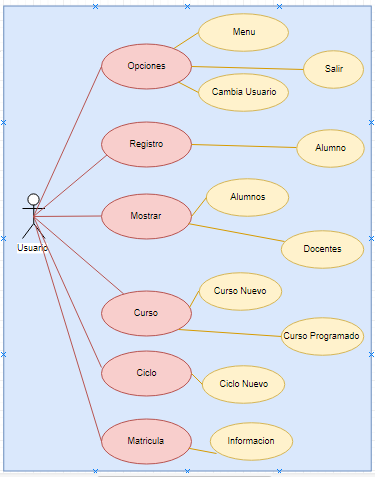 Menu
Opciones
Salir
Cambia Usuario
Registro
Alumno
Alumnos
Mostrar
Usuario
Docentes
Curso Nuevo
Curso
Curso Programado
Ciclo
Ciclo Nuevo
Matricula
Informacion